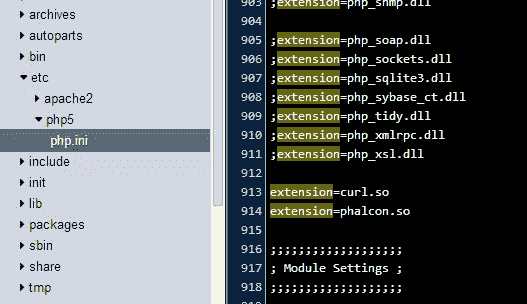 archives
autoparts
bin
etc
apache2
php5
php.ini
include
init
lib
packages
sbin
share
tmp
903 ;extension=php_snmp.dll
904
905 ;extension=php_soap.dll
906 ;extension=php_sockets.dll
907 ;extension=php_sqlite3.dll
908 ;extension=php_sybase_ct.dll
909 ;extension=php_tidy.dll
910 ;extension=php_xmlrpc.dll
911 ;extension=php_xsl.dll
912
913 extension=curl.so
914 extension=phalcon.so
915
916 ;;;;;;;;;;;;;;;;;;;
917 ; Module Settings ;
918 ;;;;;;;;;;;;;;;;;;;